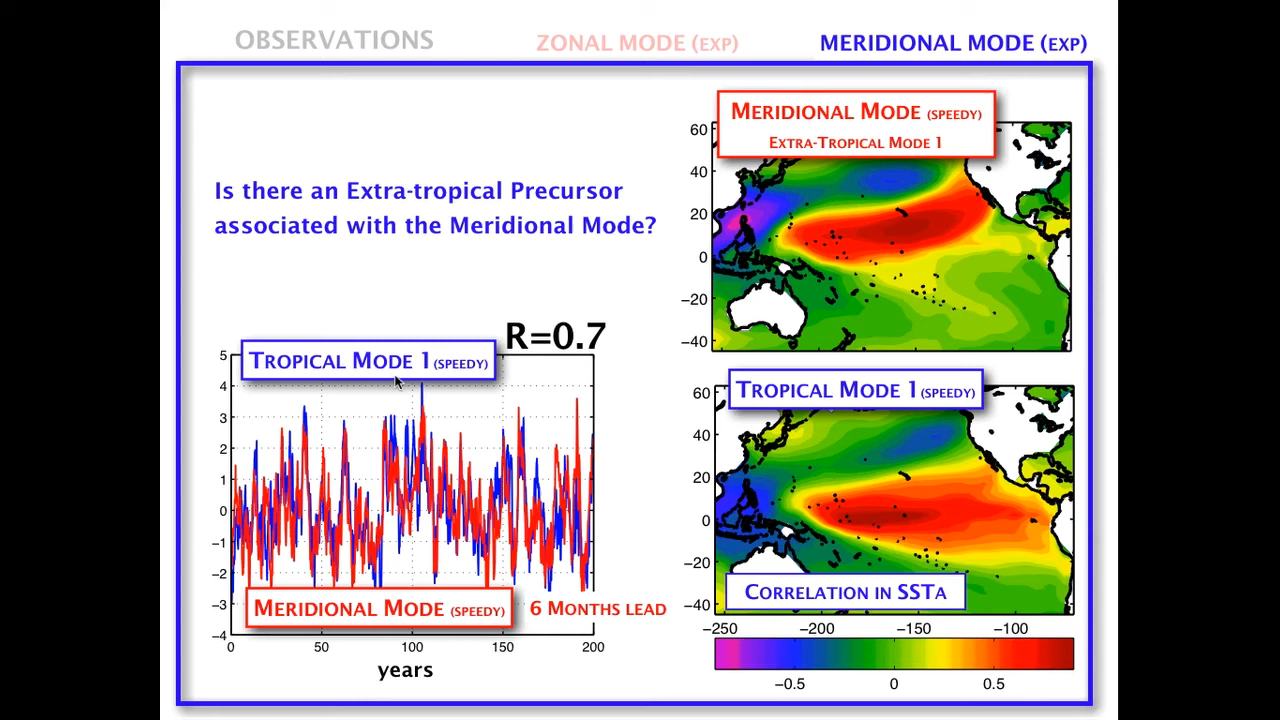 OBSERVATIONS
ZONAL MODE (EXP)
MERIDIONAL MODE (EXP)
Is there an Extra-tropical Precursor
associated with the Meridional Mode?
R=0.7
TROPICAL MODE 1 (SPEEDY)
5
4
3
2
1
0
−1
−2
−3
−4
MERIDIONAL MODE (SPEEDY)
6 MONTHS LEAD
0 50 100 150 200
years
MERIDIONAL MODE (SPEEDY)
EXTRA-TROPICAL MODE 1
60
40
20
0
−20
−40
TROPICAL MODE 1 (SPEEDY)
60
40
20
0
−20
−40
CORRELATION IN SSTA
−250 −200 −150 −100
−0.5 0 0.5